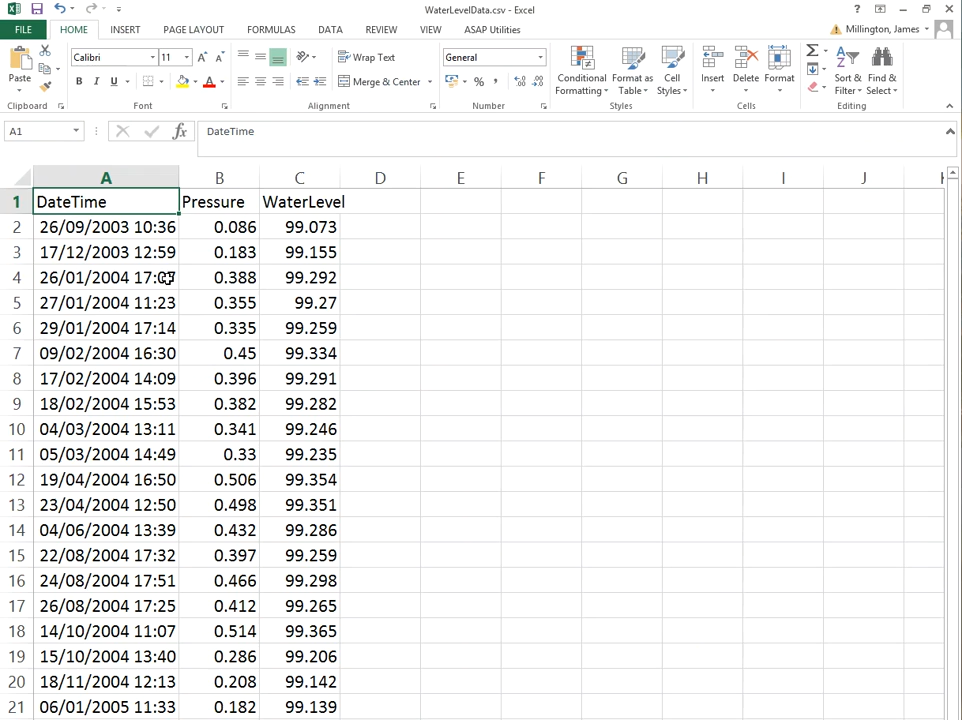 WaterLevelData.csv - Excel
FILE HOME INSERT PAGE LAYOUT FORMULAS DATA REVIEW VIEW ASAP Utilities Millington, James
Paste
Calibri 11
B I U
Wrap Text
Merge & Center
General
Conditional Formatting
Format as Table
Cell Styles
Insert Delete Format
Sort & Filter
Find & Select
Clipboard Font Alignment Number Styles Cells Editing
A1 fx DateTime
A B C D E F G H I J
1 DateTime Pressure WaterLevel
2 26/09/2003 10:36 0.086 99.073
3 17/12/2003 12:59 0.183 99.155
4 26/01/2004 0.388 99.292
5 27/01/2004 11:23 0.355 99.27
6 29/01/2004 17:14 0.335 99.259
7 09/02/2004 16:30 0.45 99.334
8 17/02/2004 14:09 0.396 99.291
9 18/02/2004 15:53 0.382 99.282
10 04/03/2004 13:11 0.341 99.246
11 05/03/2004 14:49 0.33 99.235
12 19/04/2004 16:50 0.506 99.354
13 23/04/2004 12:50 0.498 99.351
14 04/06/2004 13:39 0.432 99.286
15 22/08/2004 17:32 0.397 99.259
16 24/08/2004 17:51 0.466 99.298
17 26/08/2004 17:25 0.412 99.265
18 14/10/2004 11:07 0.514 99.365
19 15/10/2004 13:40 0.286 99.206
20 18/11/2004 12:13 0.208 99.142
21 06/01/2005 11:33 0.182 99.139